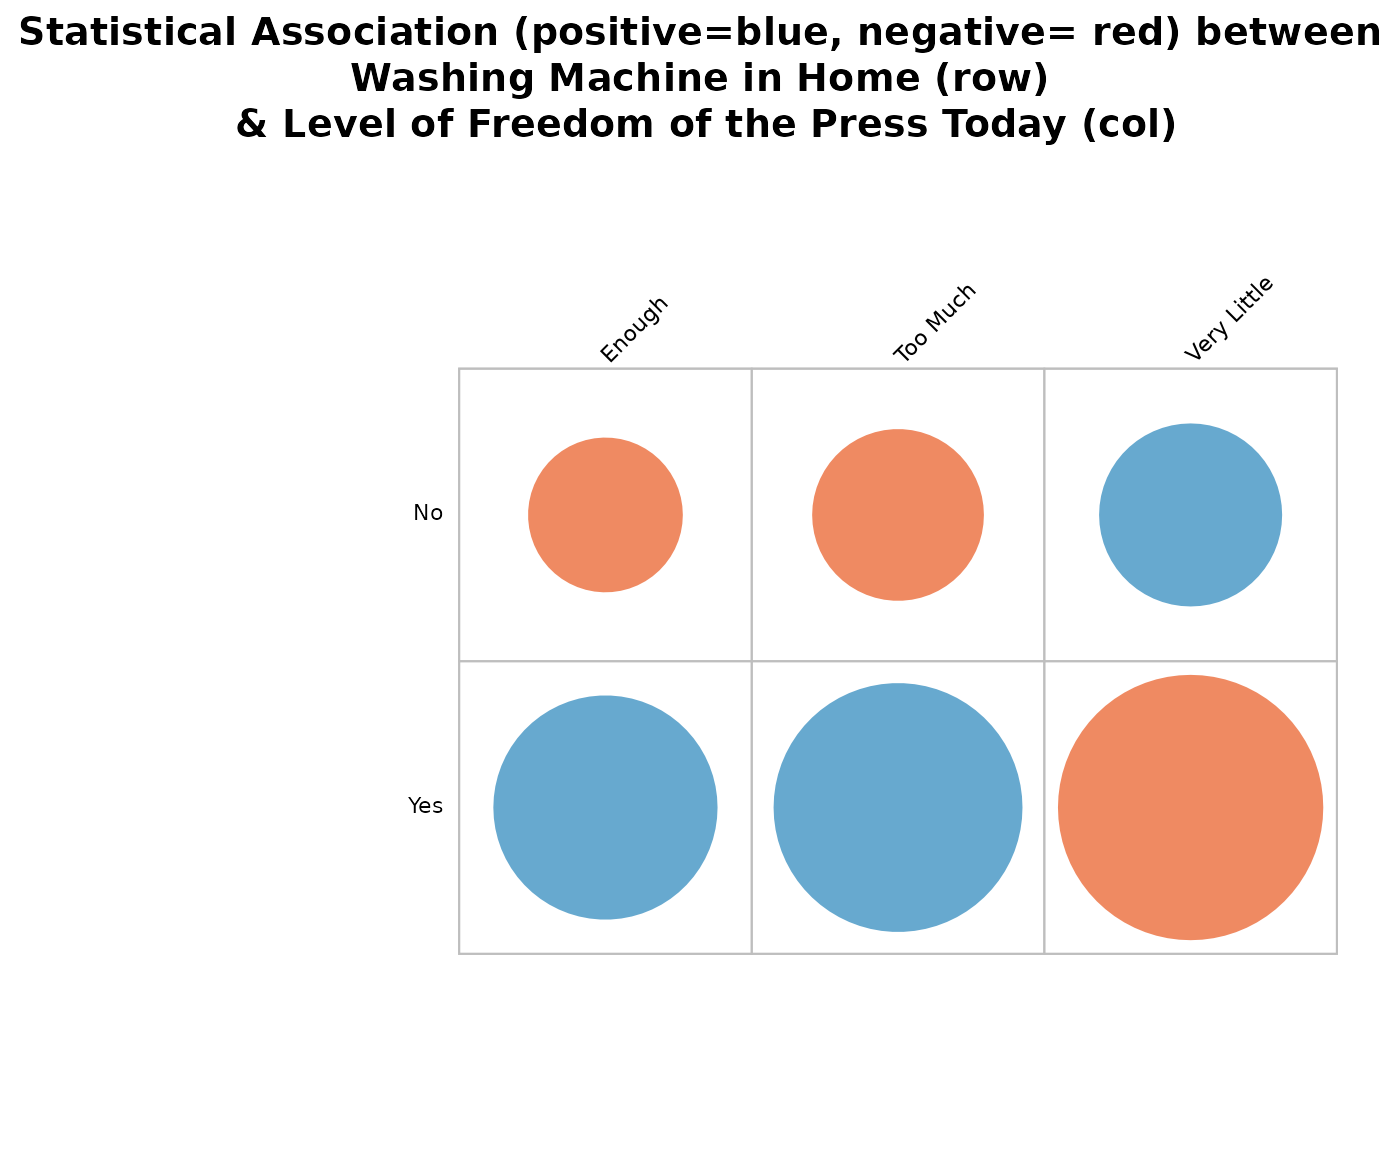 Statistical Association (positive=blue, negative= red) between
Washing Machine in Home (row)
& Level of Freedom of the Press Today (col)
Enough
Too Much
Very Little
No
Yes